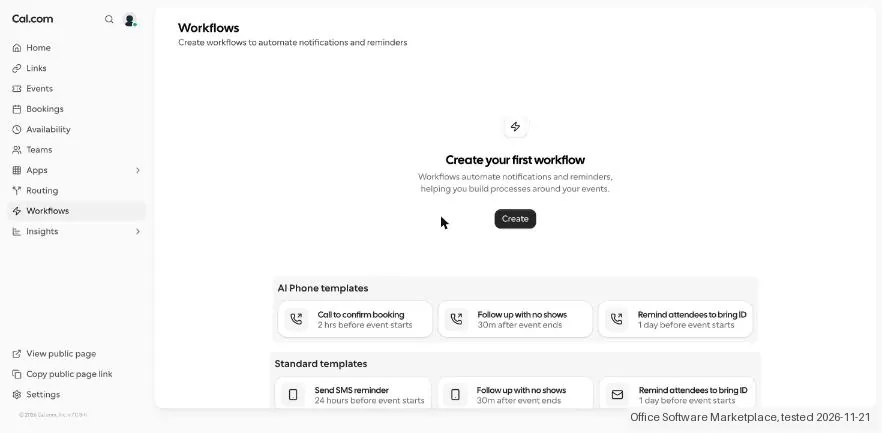 Cal.com
Home
Links
Events
Bookings
Availability
Teams
Apps
Routing
Workflows
Insights
View public page
Copy public page link
Settings
© 2026 Cal.com, Inc.
Workflows
Create workflows to automate notifications and reminders
Create your first workflow
Workflows automate notifications and reminders,
helping you build processes around your events.
Create
AI Phone templates
Call to confirm booking
2 hrs before event starts
Follow up with no shows
30m after event ends
Remind attendees to bring ID
1 day before event starts
Standard templates
Send SMS reminder
24 hours before event starts
Follow up with no shows
30m after event ends
Remind attendees to bring ID
1 day before event starts
Office Software Marketplace, tested 2026-11-21